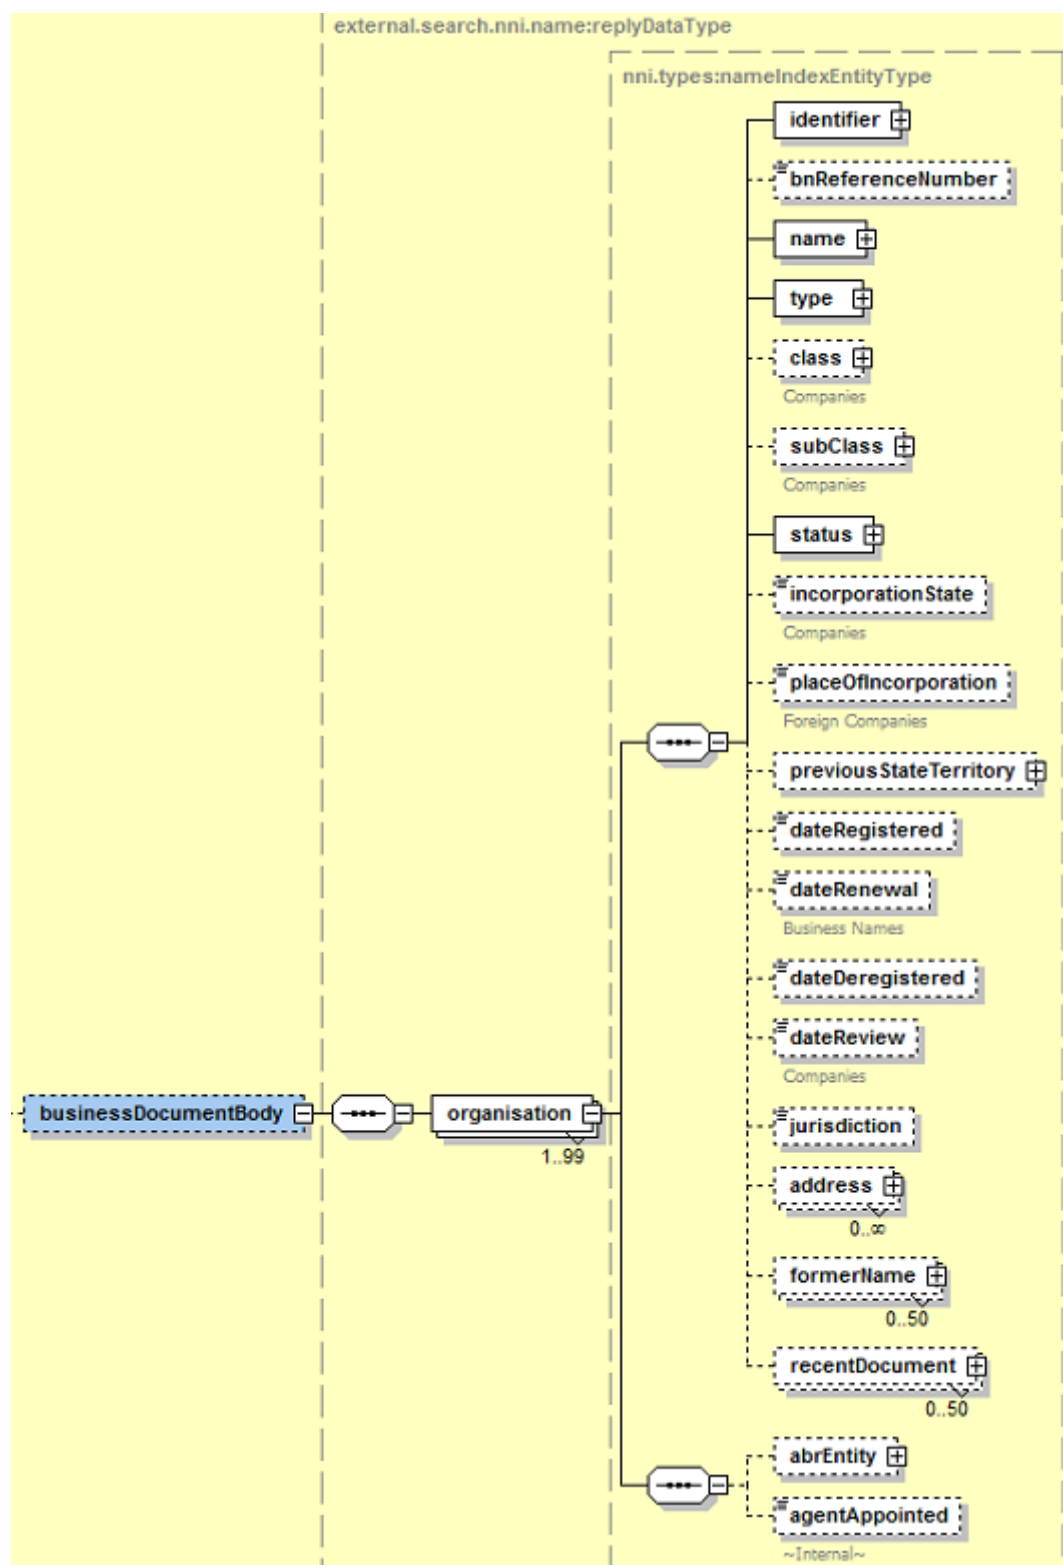 external.search.nni.name:replyDataType
nni.types:nameIndexEntityType
identifier
bnReferenceNumber
name
type
class
Companies
subClass
Companies
status
incorporationState
Companies
placeOfIncorporation
Foreign Companies
previousStateTerritory
dateRegistered
dateRenewal
Business Names
dateDeregistered
dateReview
Companies
businessDocumentBody
organisation
1..99
jurisdiction
address
0..∞
formerName
0..50
recentDocument
0..50
abrEntity
agentAppointed
~Internal~